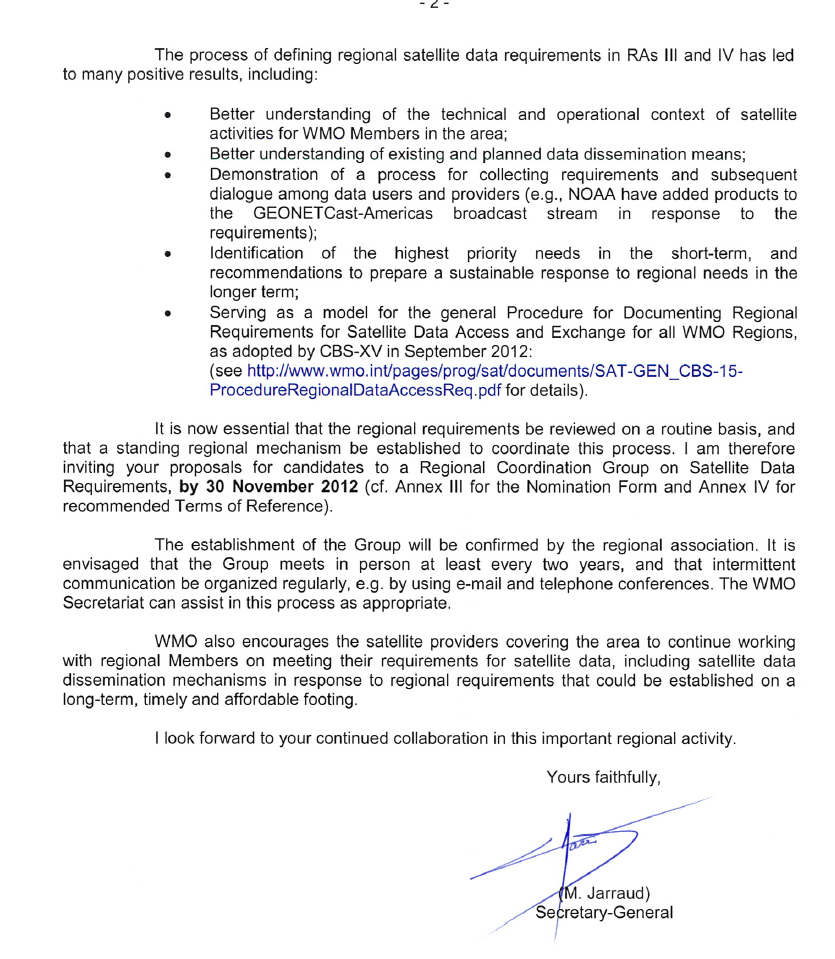 - 2 -
The process of defining regional satellite data requirements in RAs III and IV has led
to many positive results, including:
• Better understanding of the technical and operational context of satellite
activities for WMO Members in the area;
• Better understanding of existing and planned data dissemination means;
• Demonstration of a process for collecting requirements and subsequent
dialogue among data users and providers (e.g., NOAA have added products to
the GEONETCast-Americas broadcast stream in response to the
requirements);
• Identification of the highest priority needs in the short-term, and
recommendations to prepare a sustainable response to regional needs in the
longer term;
• Serving as a model for the general Procedure for Documenting Regional
Requirements for Satellite Data Access and Exchange for all WMO Regions,
as adopted by CBS-XV in September 2012:
(see http://www.wmo.int/pages/prog/sat/documents/SAT-GEN_CBS-15-
ProcedureRegionalDataAccessReq.pdf for details).
It is now essential that the regional requirements be reviewed on a routine basis, and
that a standing regional mechanism be established to coordinate this process. I am therefore
inviting your proposals for candidates to a Regional Coordination Group on Satellite Data
Requirements, by 30 November 2012 (cf. Annex III for the Nomination Form and Annex IV for
recommended Terms of Reference).
The establishment of the Group will be confirmed by the regional association. It is
envisaged that the Group meets in person at least every two years, and that intermittent
communication be organized regularly, e.g. by using e-mail and telephone conferences. The WMO
Secretariat can assist in this process as appropriate.
WMO also encourages the satellite providers covering the area to continue working
with regional Members on meeting their requirements for satellite data, including satellite data
dissemination mechanisms in response to regional requirements that could be established on a
long-term, timely and affordable footing.
I look forward to your continued collaboration in this important regional activity.
Yours faithfully,
(M. Jarraud)
Secretary-General